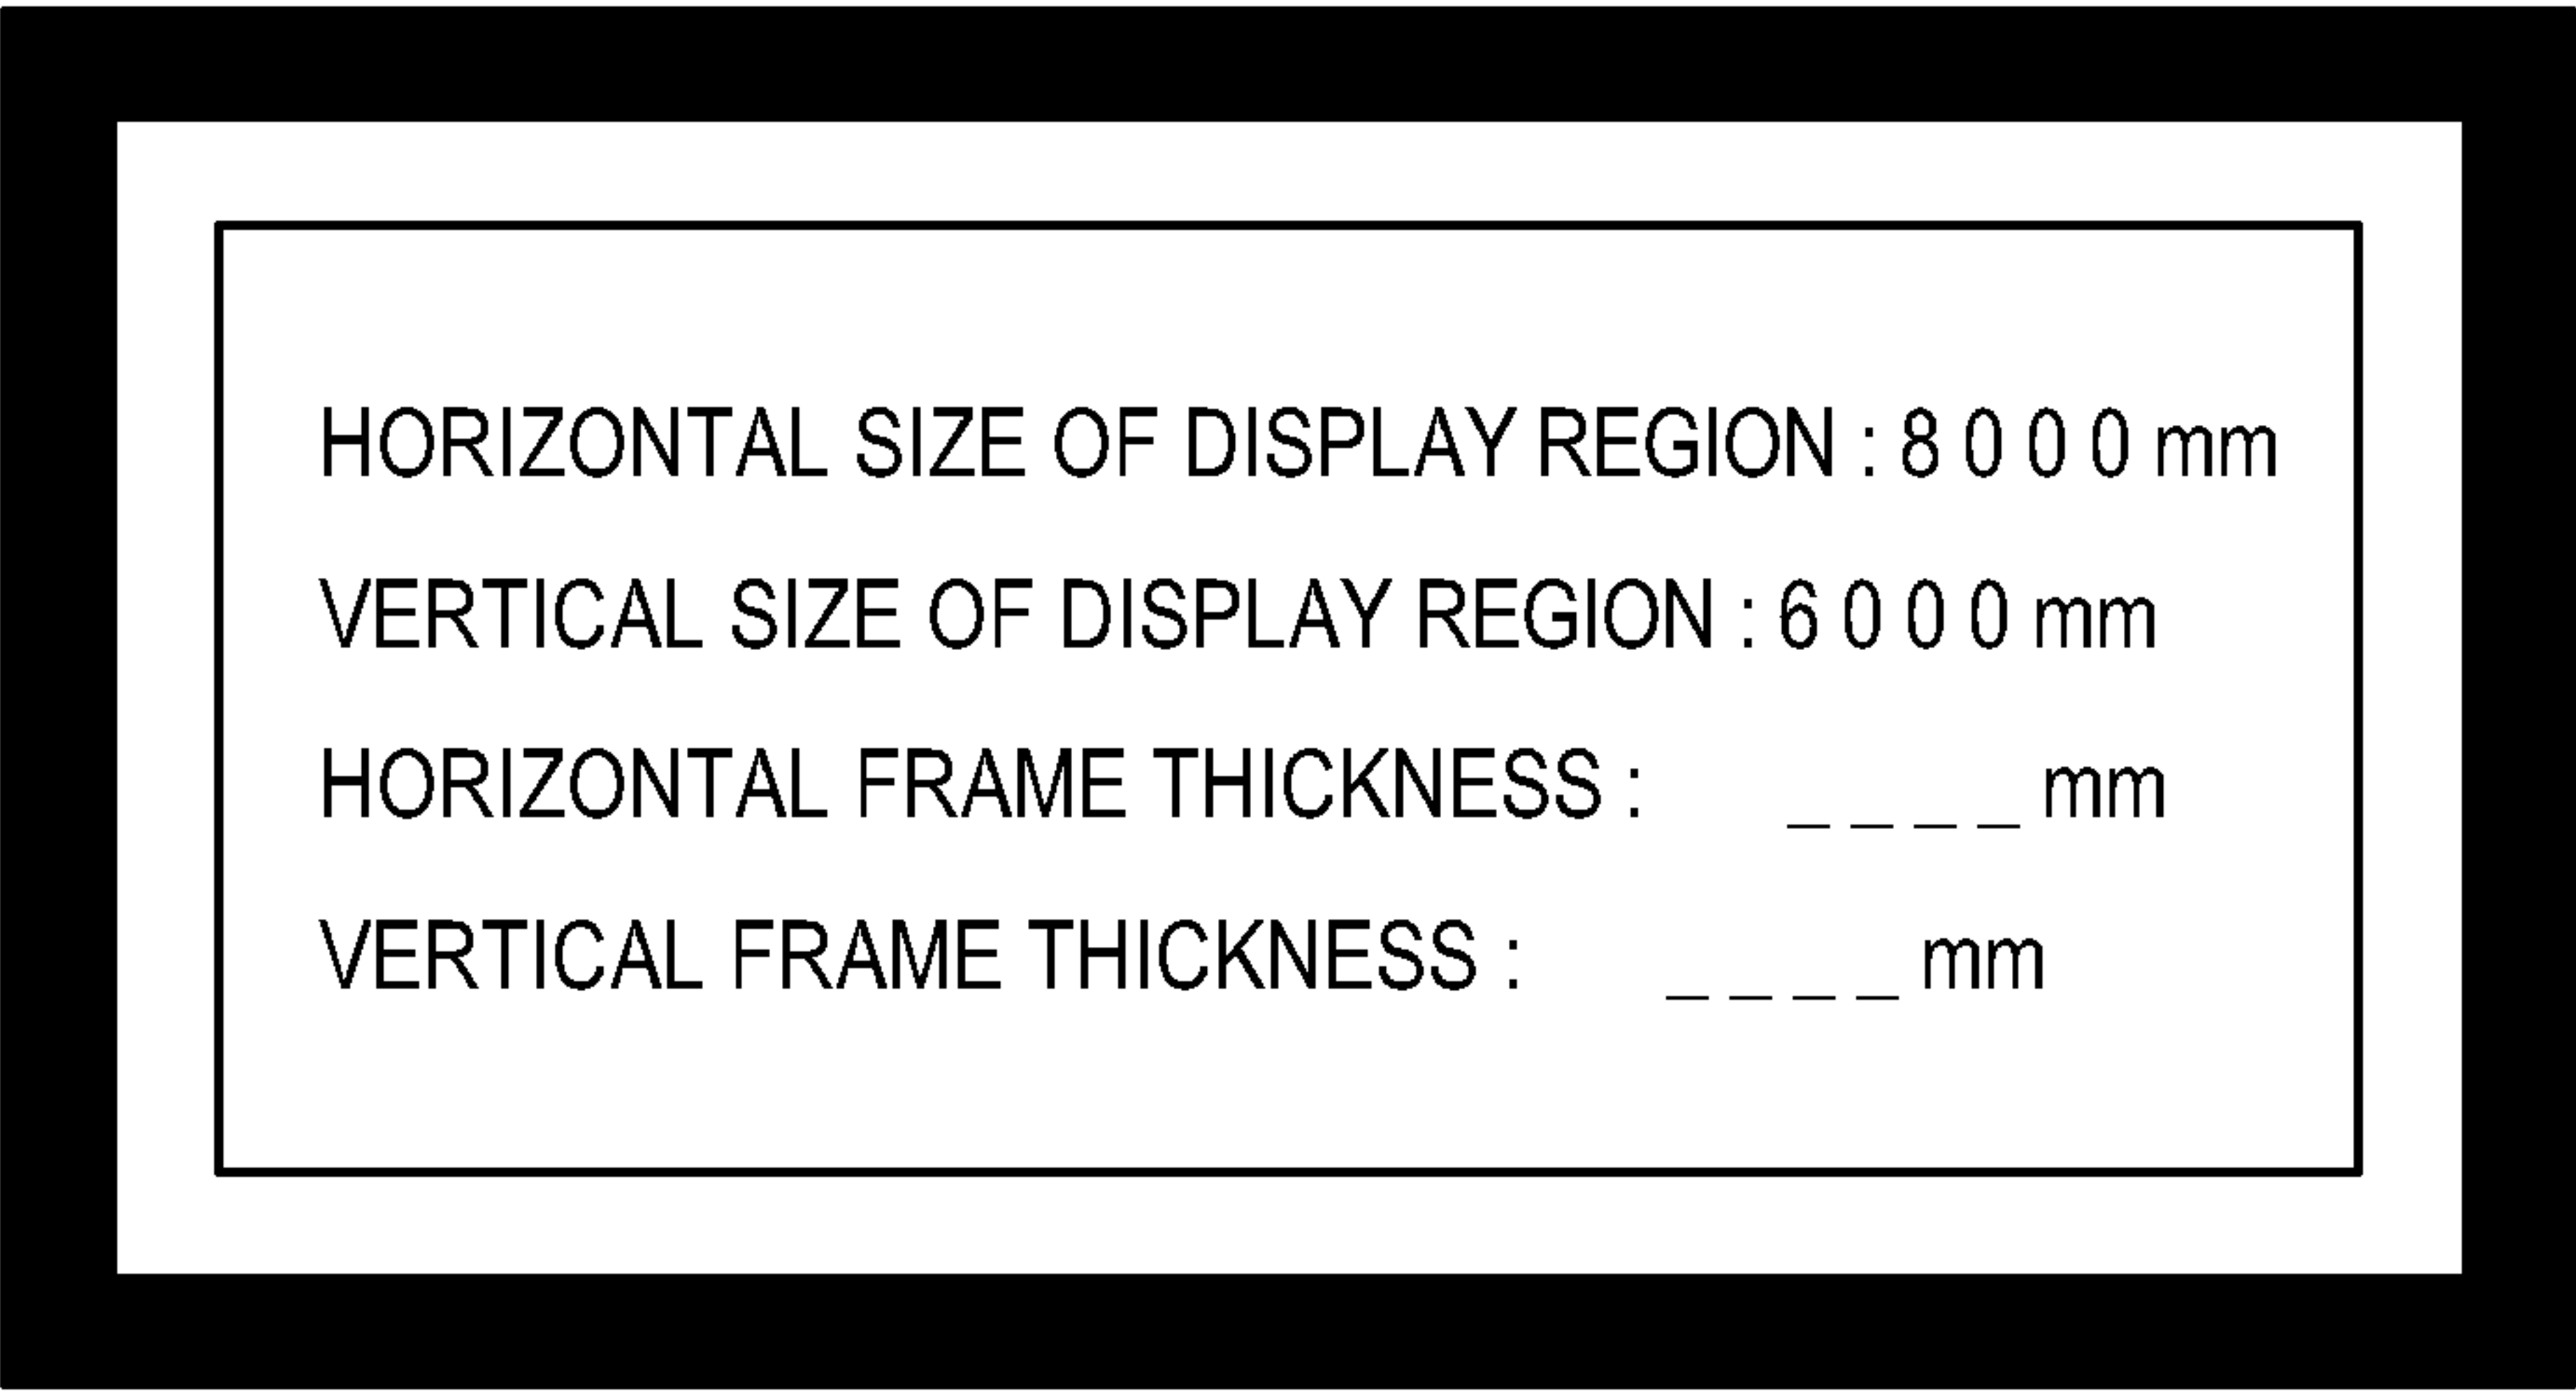 HORIZONTAL SIZE OF DISPLAY REGION : 8 0 0 0 mm
VERTICAL SIZE OF DISPLAY REGION : 6 0 0 0 mm
HORIZONTAL FRAME THICKNESS : _ _ _ _ mm
VERTICAL FRAME THICKNESS : _ _ _ _ mm